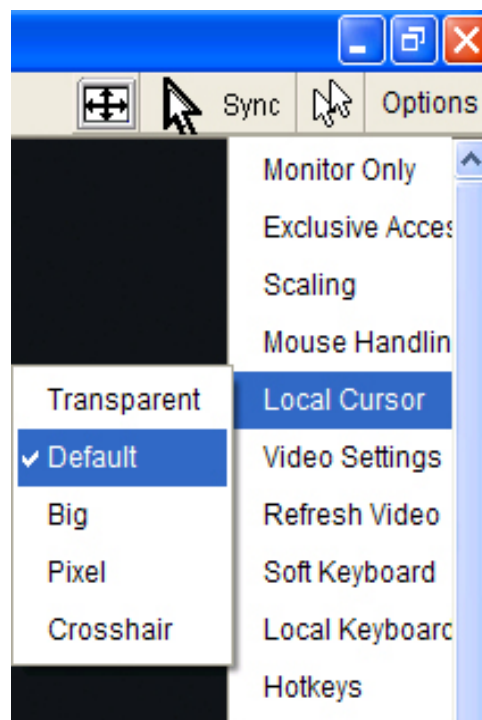 Sync Options
Monitor Only
Exclusive Acces
Scaling
Mouse Handlin
Local Cursor
Video Settings
Refresh Video
Soft Keyboard
Local Keyboard
Hotkeys
Transparent
Default
Big
Pixel
Crosshair